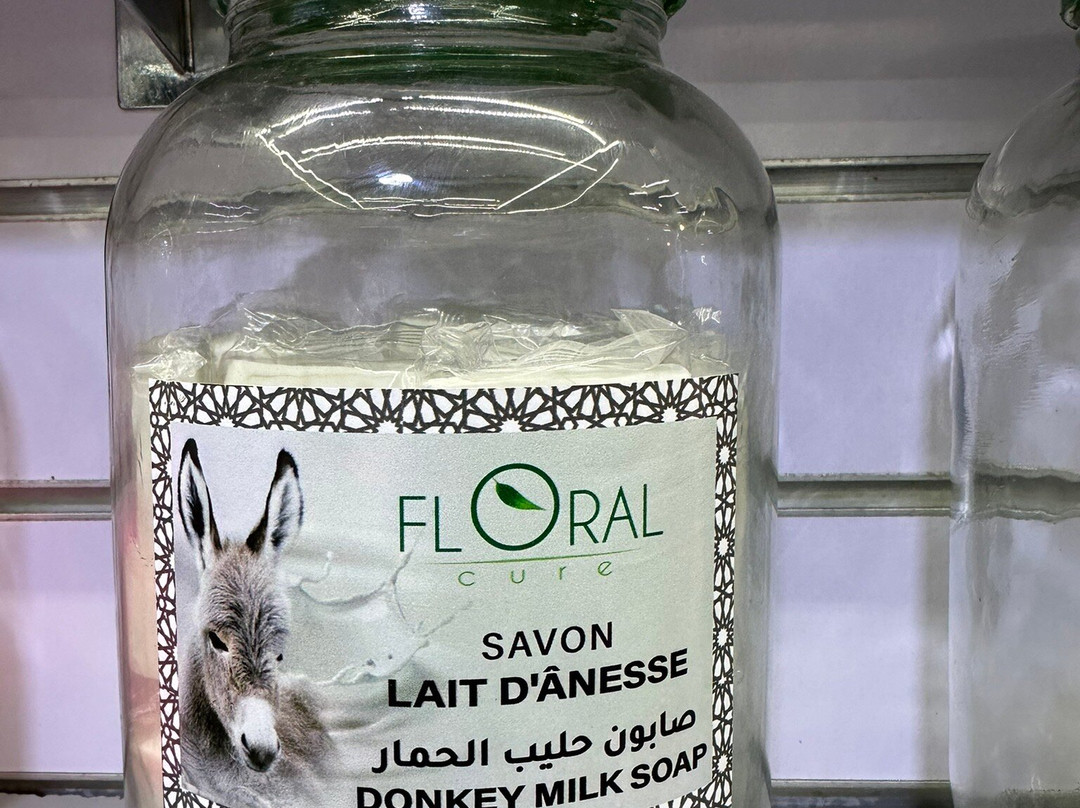 FLORAL
cure
SAVON
LAIT D'ÂNESSE
صابون حليب الحمار
DONKEY MILK SOAP